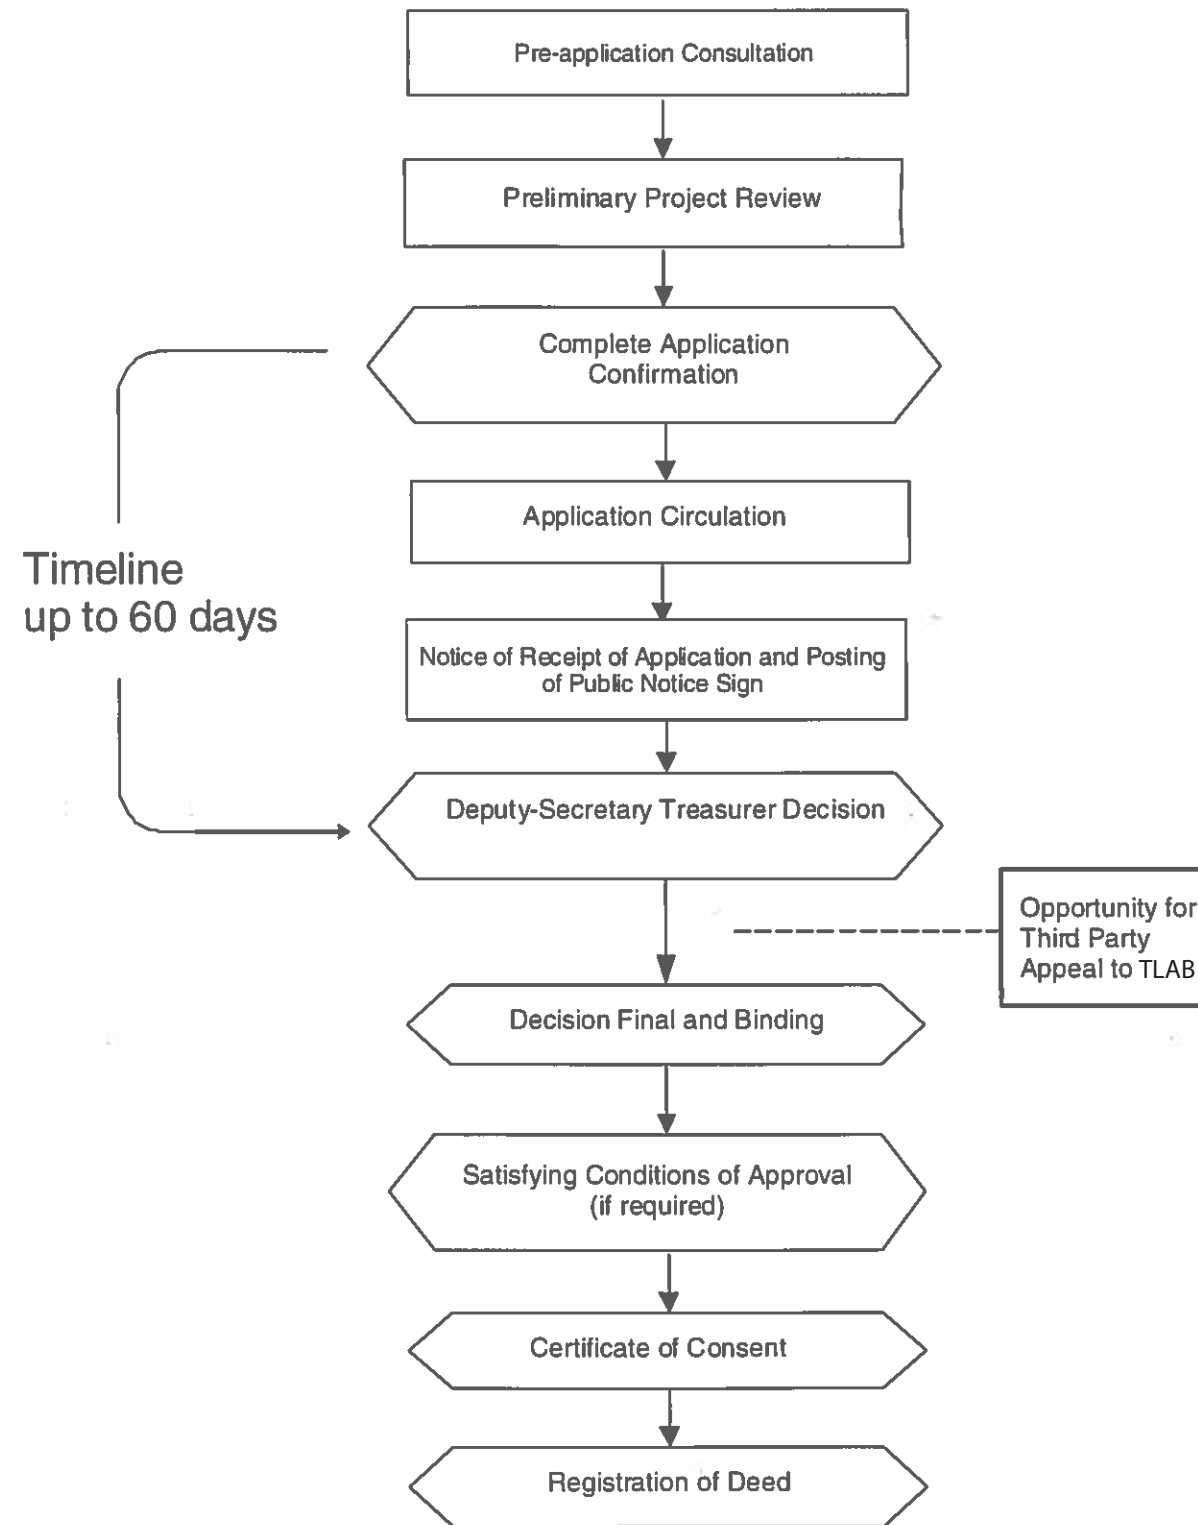 Pre-application Consultation
Preliminary Project Review
Complete Application
Confirmation
Application Circulation
Timeline
up to 60 days
Notice of Receipt of Application and Posting
of Public Notice Sign
Deputy-Secretary Treasurer Decision
Opportunity for
Third Party
Appeal to TLAB
Decision Final and Binding
Satisfying Conditions of Approval
(if required)
Certificate of Consent
Registration of Deed